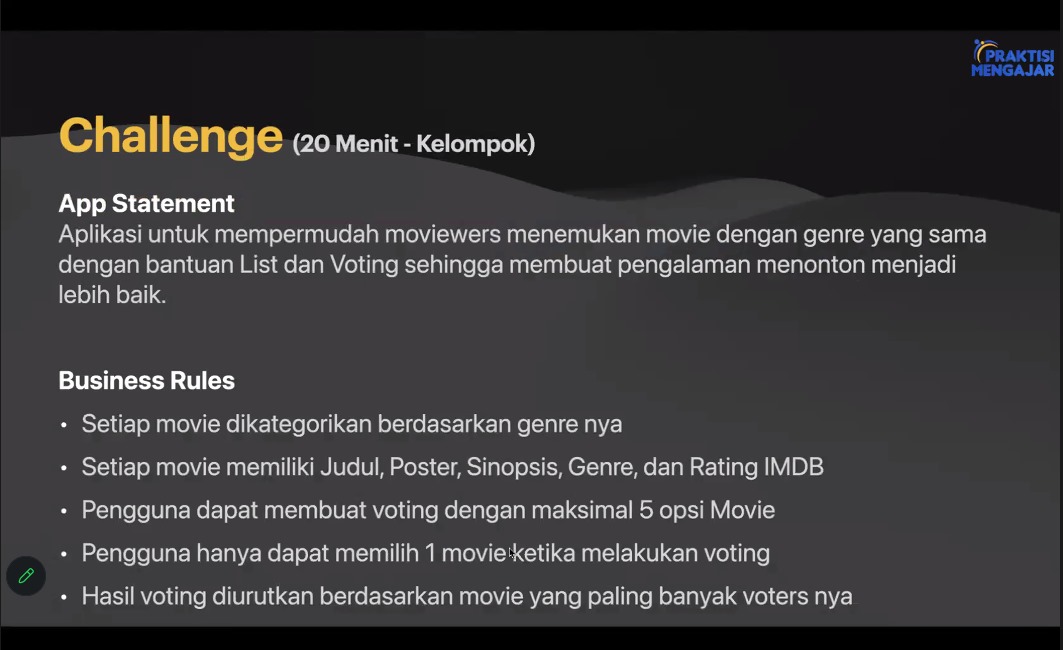 PRAKTISI
MENGAJAR
Challenge (20 Menit - Kelompok)
App Statement
Aplikasi untuk mempermudah moviewers menemukan movie dengan genre yang sama
dengan bantuan List dan Voting sehingga membuat pengalaman menonton menjadi
lebih baik.
Business Rules
• Setiap movie dikategorikan berdasarkan genre nya
• Setiap movie memiliki Judul, Poster, Sinopsis, Genre, dan Rating IMDB
• Pengguna dapat membuat voting dengan maksimal 5 opsi Movie
• Pengguna hanya dapat memilih 1 movie ketika melakukan voting
• Hasil voting diurutkan berdasarkan movie yang paling banyak voters nya